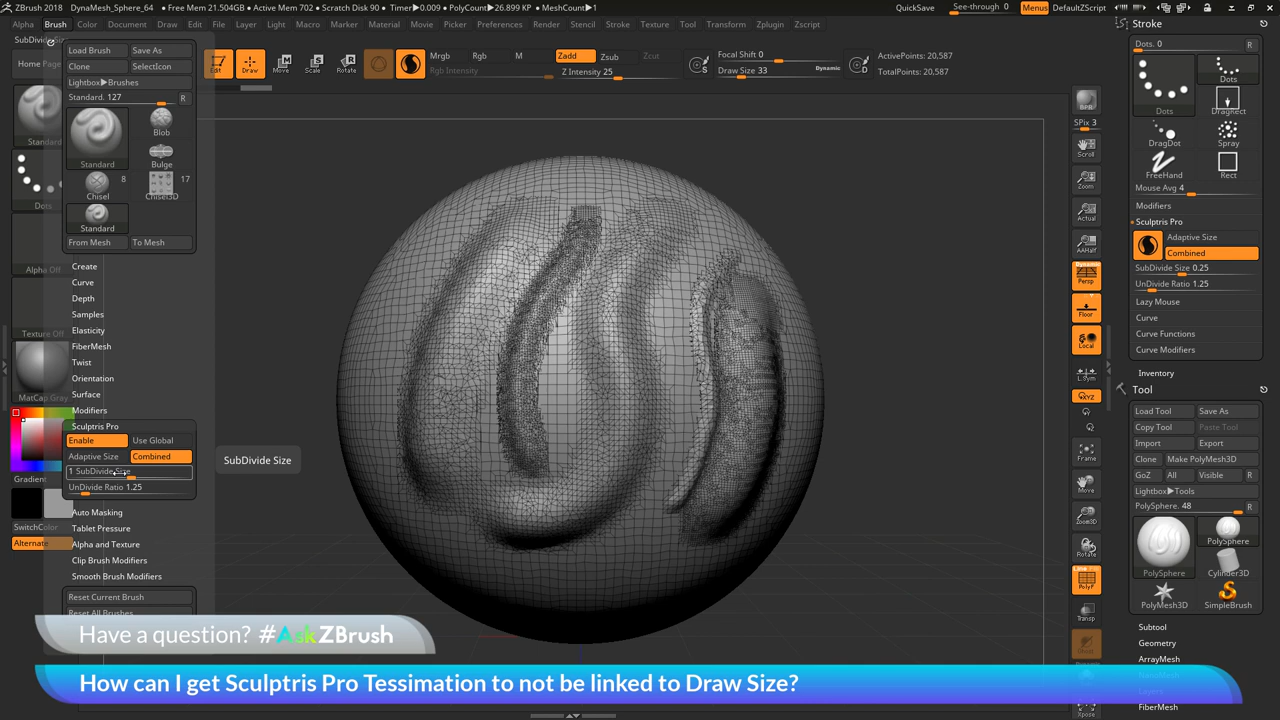 ZBrush 2018 DynaMesh_Sphere_64 • Free Mem 21.504GB • Active Mem 702 • Scratch Disk 90 • Timer▶0.009 • PolyCount▶26.899 KP • MeshCount▶1 QuickSave See-through 0 Menus DefaultZScript
Alpha Brush Color Document Draw Edit File Layer Light Macro Marker Material Movie Picker Preferences Render Stencil Stroke Texture Tool Transform Zplugin Zscript
Home
Load Brush Save As
Clone SelectIcon
Lightbox▶Brushes
Standard. 127 R
Standard
Blob
Bulge
Chisel 8
Chisel3D 17
Standard
From Mesh To Mesh
Create
Curve
Depth
Samples
Elasticity
FiberMesh
Twist
Orientation
Surface
Modifiers
Sculptris Pro
Enable Use Global
Adaptive Size Combined
1 SubDivide Size
UnDivide Ratio 1.25
Auto Masking
Tablet Pressure
Alpha and Texture
Clip Brush Modifiers
Smooth Brush Modifiers
Reset Current Brush
Reset All Brushes
Dots
Alpha Off
Texture Off
MatCap Gray
Gradient
SwitchColor
Alternate
Edit Draw Move Scale Rotate
Mrgb Rgb M
Rgb Intensity
Zadd Zsub Zcut
Z Intensity 25
S
Focal Shift 0
Draw Size 33 Dynamic
D
ActivePoints: 20,587
TotalPoints: 20,587
SubDivide Size
BPR
SPix 3
Scroll
Zoom
Actual
AAHalf
Dynamic
Persp
Floor
Local
L.Sym
XYZ
Frame
Move
Zoom3D
Rotate
PolyF
Transp
Xpose
Stroke
Dots. 0 R
Dots
Dots
DragRect
DragDot
Spray
FreeHand
Rect
Mouse Avg 4
Modifiers
Sculptris Pro
Adaptive Size
Combined
SubDivide Size 0.25
UnDivide Ratio 1.25
Lazy Mouse
Curve
Curve Functions
Curve Modifiers
Inventory
Tool
Load Tool Save As
Copy Tool Paste Tool
Import Export
Clone Make PolyMesh3D
GoZ All Visible R
Lightbox▶Tools
PolySphere. 48 R
PolySphere
PolySphere
Cylinder3D
PolyMesh3D
SimpleBrush
Subtool
Geometry
ArrayMesh
Layers
FiberMesh
Have a question? #AskZBrush
How can I get Sculptris Pro Tessimation to not be linked to Draw Size?